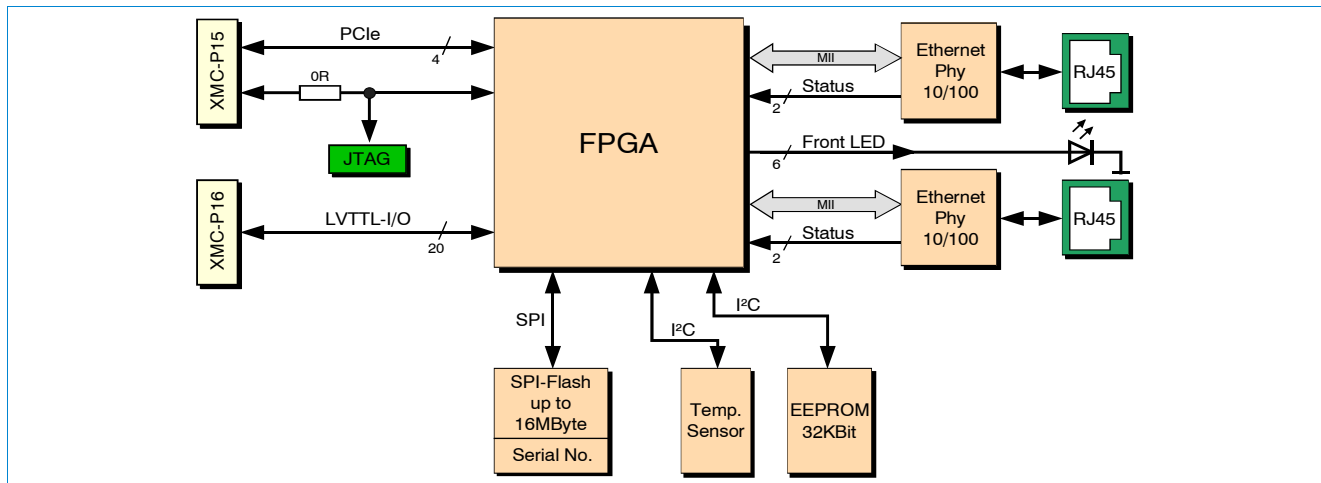 XMC-P15
PCIe
4
0R
JTAG
XMC-P16
LVTTL-I/O
20
FPGA
MII
Status
2
Ethernet
Phy
10/100
RJ45
Front LED
6
MII
Status
2
Ethernet
Phy
10/100
RJ45
SPI
I²C
I²C
SPI-Flash
up to
16MByte
Serial No.
Temp.
Sensor
EEPROM
32KBit